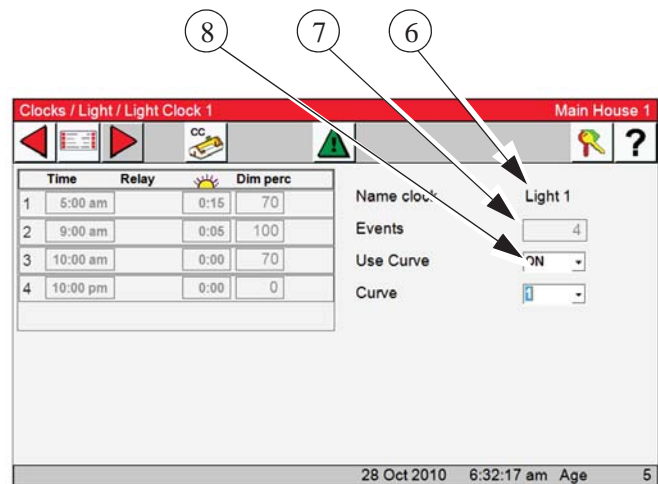 8 7 6
Clocks / Light / Light Clock 1 Main House 1
CC ?
Time Relay Dim perc
1 5:00 am 0:15 70
2 9:00 am 0:05 100
3 10:00 am 0:00 70
4 10:00 pm 0:00 0
Name clock Light 1
Events 4
Use Curve ON
Curve 1
28 Oct 2010 6:32:17 am Age 5